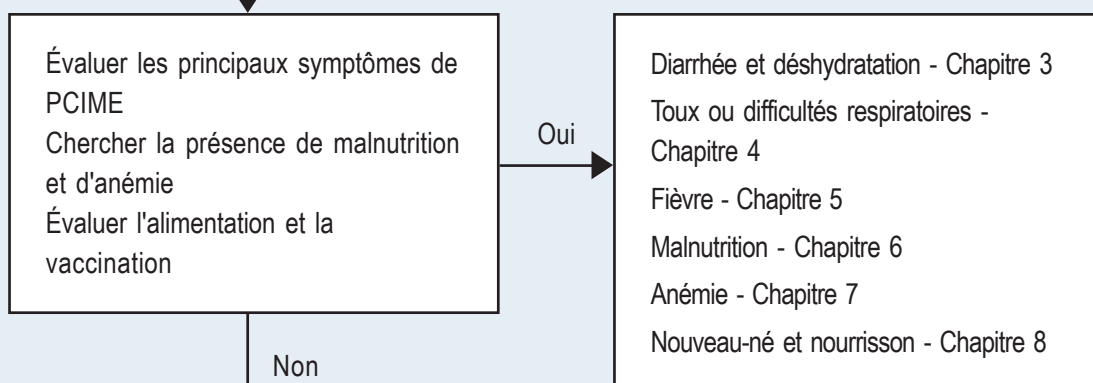 Évaluer les principaux symptômes de
PCIME
Chercher la présence de malnutrition
et d'anémie
Évaluer l'alimentation et la
vaccination
Oui
Diarrhée et déshydratation - Chapitre 3
Toux ou difficultés respiratoires -
Chapitre 4
Fièvre - Chapitre 5
Malnutrition - Chapitre 6
Anémie - Chapitre 7
Nouveau-né et nourrisson - Chapitre 8
Non